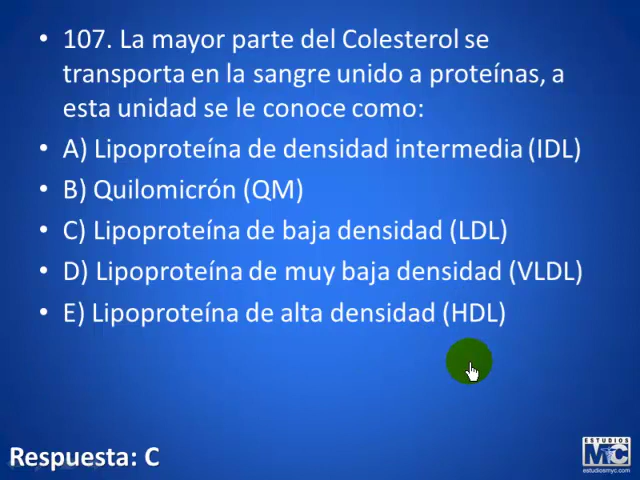 • 107. La mayor parte del Colesterol se
transporta en la sangre unido a proteínas, a
esta unidad se le conoce como:
• A) Lipoproteína de densidad intermedia (IDL)
• B) Quilomicrón (QM)
• C) Lipoproteína de baja densidad (LDL)
• D) Lipoproteína de muy baja densidad (VLDL)
• E) Lipoproteína de alta densidad (HDL)
Respuesta: C
ESTUDIOS
MyC
estudiosmyc.com